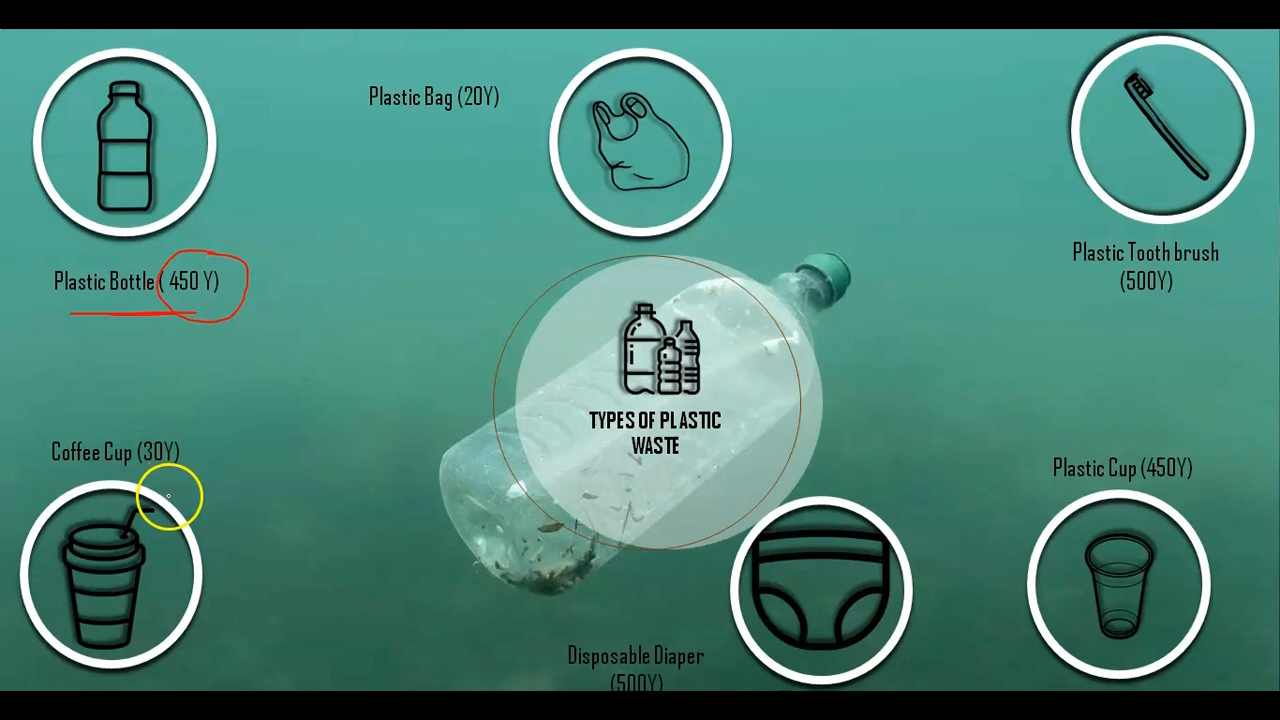 Plastic Bag (20Y)
Plastic Tooth brush
(500Y)
Plastic Bottle ( 450 Y)
TYPES OF PLASTIC
WASTE
Coffee Cup (30Y)
Plastic Cup (450Y)
Disposable Diaper
(500Y)